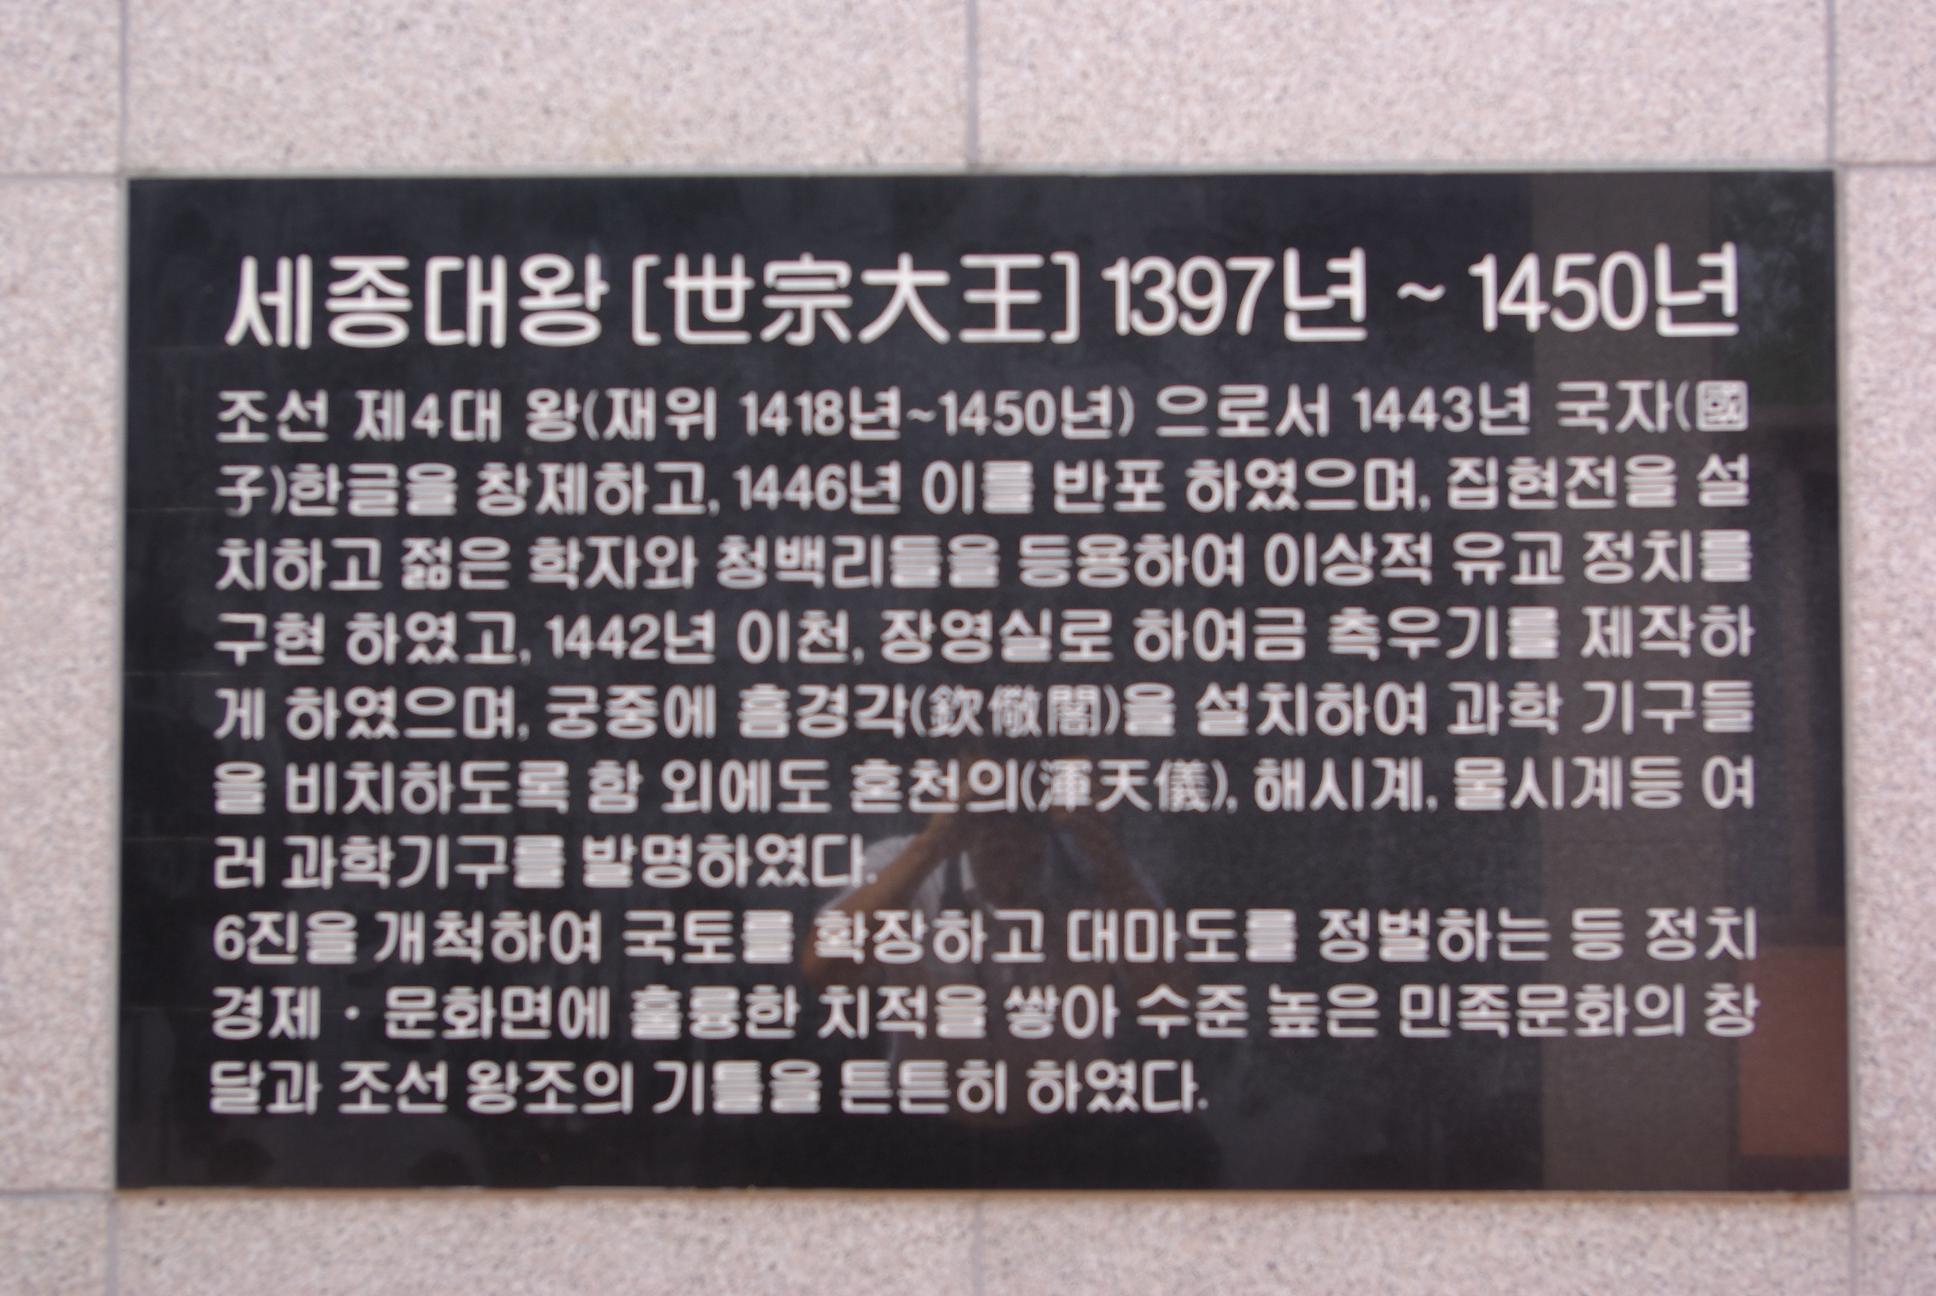 세종대왕 [世宗大王] 1397년 ~ 1450년
조선 제4대 왕(재위 1418년~1450년) 으로서 1443년 국자(國
子)한글을 창제하고, 1446년 이를 반포 하였으며, 집현전을 설
치하고 젊은 학자와 청백리들을 등용하여 이상적 유교 정치를
구현 하였고, 1442년 이천, 장영실로 하여금 측우기를 제작하
게 하였으며, 궁중에 흠경각(欽儆閣)을 설치하여 과학 기구들
을 비치하도록 함 외에도 혼천의(渾天儀), 해시계, 물시계등 여
러 과학기구를 발명하였다.
6진을 개척하여 국토를 확장하고 대마도를 정벌하는 등 정치
경제 · 문화면에 훌륭한 치적을 쌓아 수준 높은 민족문화의 창
달과 조선 왕조의 기틀을 튼튼히 하였다.